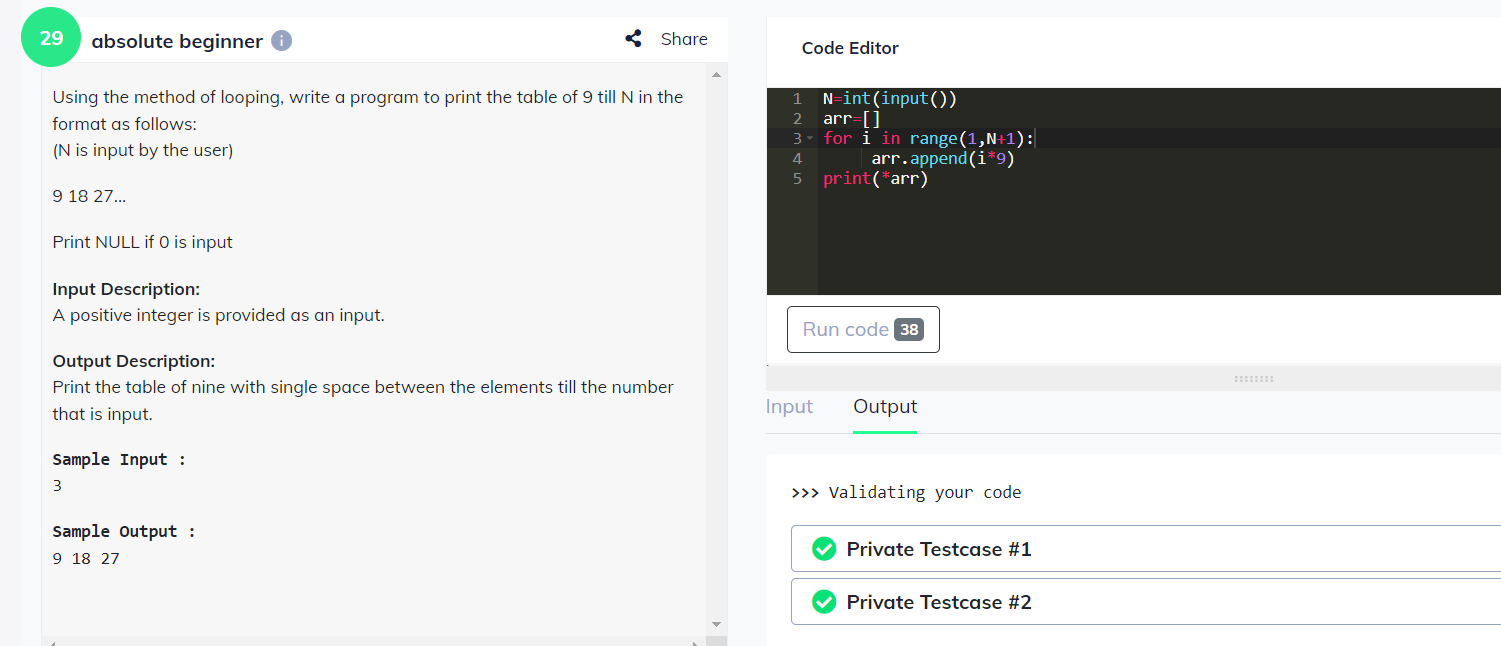 29
absolute beginner
Share
Using the method of looping, write a program to print the table of 9 till N in the
format as follows:
(N is input by the user)
9 18 27...
Print NULL if 0 is input
Input Description:
A positive integer is provided as an input.
Output Description:
Print the table of nine with single space between the elements till the number
that is input.
Sample Input :
3
Sample Output :
9 18 27
Code Editor
1 N=int(input())
2 arr=[]
3 for i in range(1,N+1):
4 arr.append(i*9)
5 print(*arr)
Run code 38
Input Output
>>> Validating your code
Private Testcase #1
Private Testcase #2